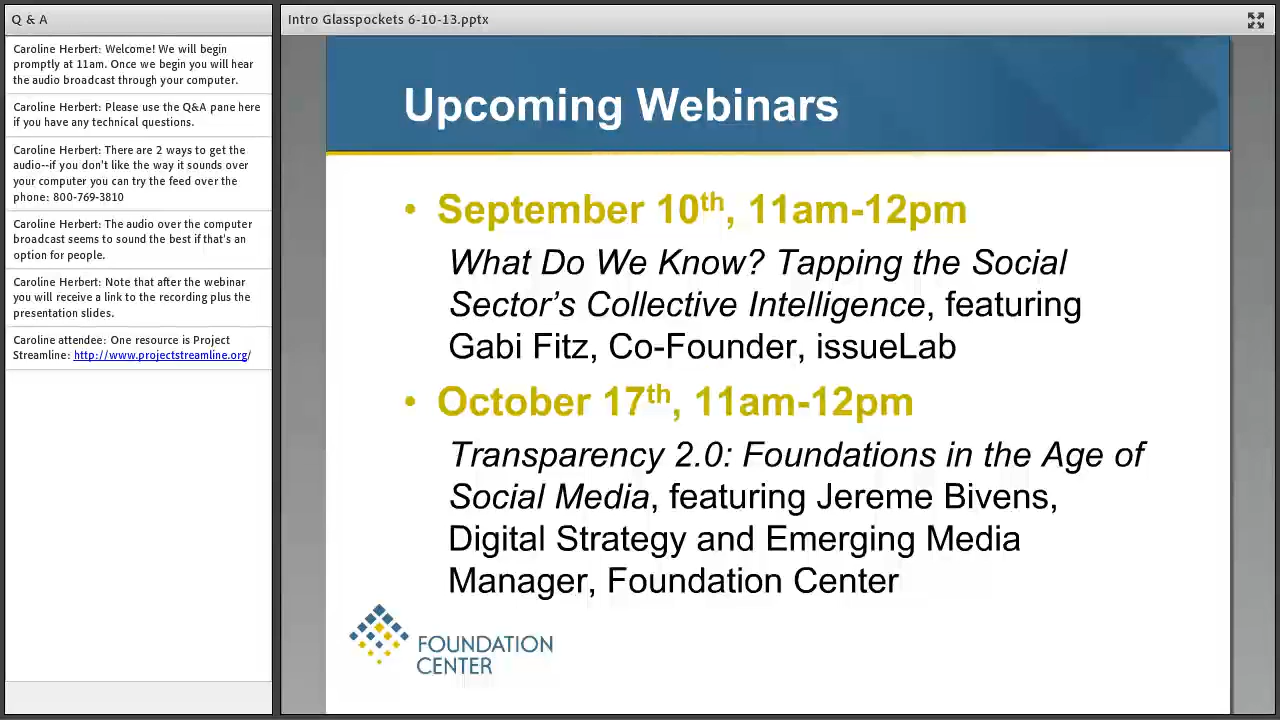 Q & A
Caroline Herbert: Welcome! We will begin
promptly at 11am. Once we begin you will hear
the audio broadcast through your computer.
Caroline Herbert: Please use the Q&A pane here
if you have any technical questions.
Caroline Herbert: There are 2 ways to get the
audio--if you don't like the way it sounds over
your computer you can try the feed over the
phone: 800-769-3810
Caroline Herbert: The audio over the computer
broadcast seems to sound the best if that's an
option for people.
Caroline Herbert: Note that after the webinar
you will receive a link to the recording plus the
presentation slides.
Caroline attendee: One resource is Project
Streamline: http://www.projectstreamline.org/
Intro Glasspockets 6-10-13.pptx
Upcoming Webinars
• September 10th, 11am-12pm
What Do We Know? Tapping the Social
Sector's Collective Intelligence, featuring
Gabi Fitz, Co-Founder, issueLab
• October 17th, 11am-12pm
Transparency 2.0: Foundations in the Age of
Social Media, featuring Jereme Bivens,
Digital Strategy and Emerging Media
Manager, Foundation Center
FOUNDATION
CENTER